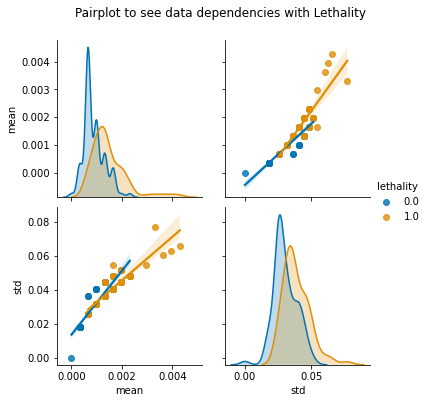 Pairplot to see data dependencies with Lethality
0.004
0.003
0.002
0.001
0.000
mean
lethality
0.0
1.0
0.08
0.06
0.04
0.02
0.00
std
0.000 0.002 0.004
mean
0.00 0.05
std